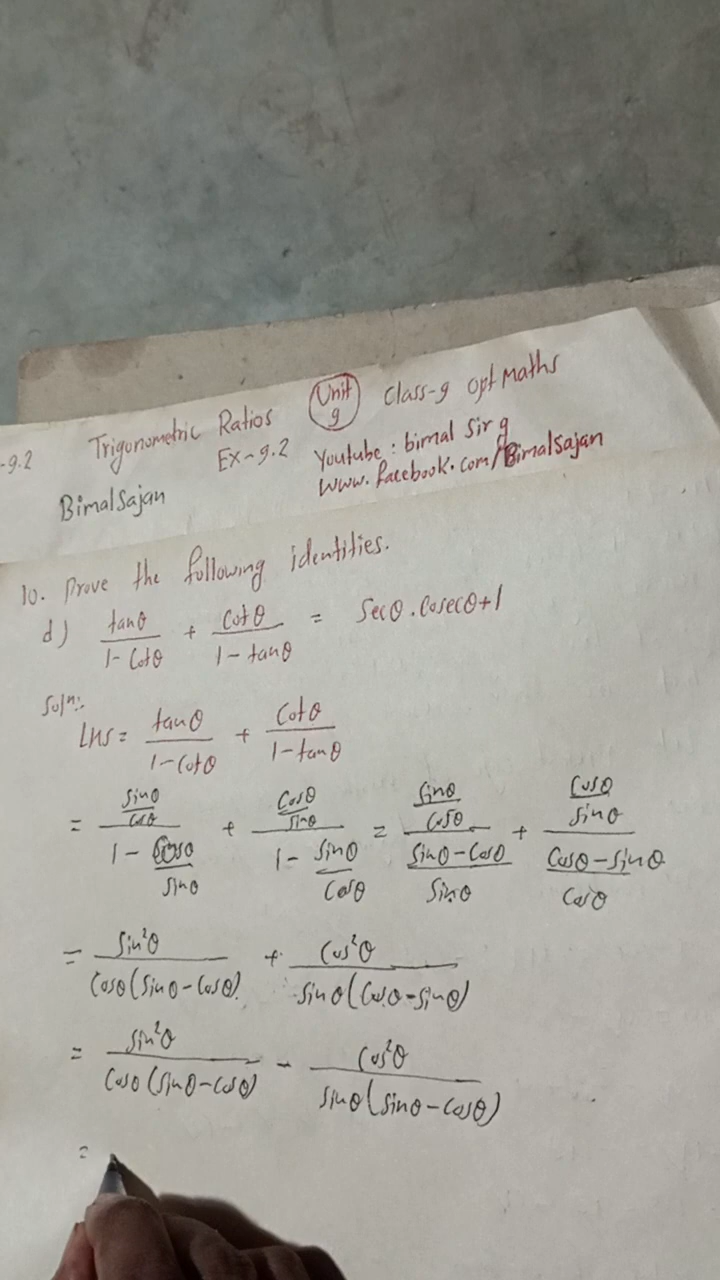 -9.2 Trigonometric Ratios Unit 9 Class-9 Opt Maths
BimalSajan Ex-9.2 Youtube: bimal Sir g
www.facebook.com/BimalSajan
10. Prove the following identities.
d) tanθ/(1-Cotθ) + Cotθ/(1-tanθ) = Secθ.Cosecθ+1
Soln:
LHS = tanθ/(1-Cotθ) + Cotθ/(1-tanθ)
= (Sinθ/Cosθ)/(1-Cosθ/Sinθ) + (Cosθ/Sinθ)/(1-Sinθ/Cosθ) = (Sinθ/Cosθ)/((Sinθ-Cosθ)/Sinθ) + (Cosθ/Sinθ)/((Cosθ-Sinθ)/Cosθ)
= Sin²θ/(Cosθ(Sinθ-Cosθ)) + Cos²θ/(Sinθ(Cosθ-Sinθ))
= Sin²θ/(Cosθ(Sinθ-Cosθ)) - Cos²θ/(Sinθ(Sinθ-Cosθ))
=